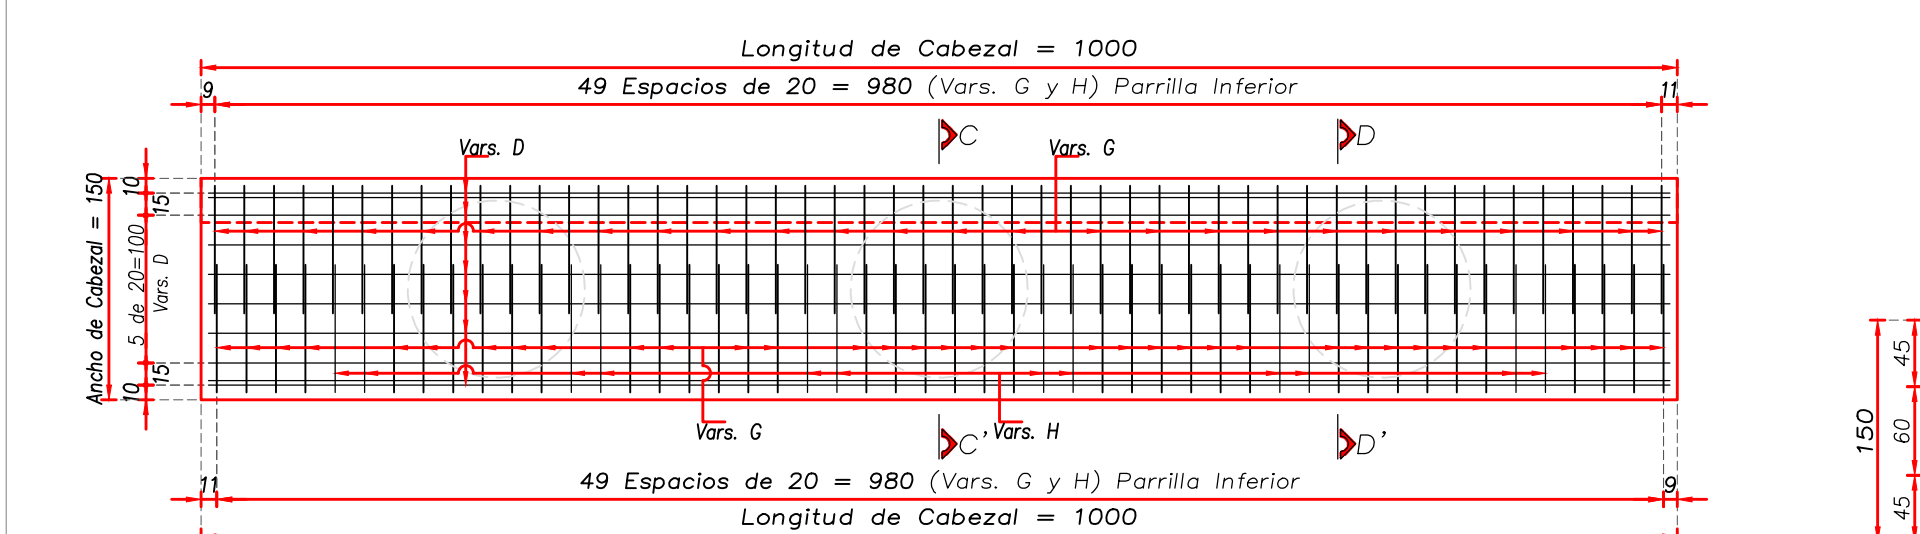 Longitud de Cabezal = 1000
49 Espacios de 20 = 980 (Vars. G y H) Parrilla Inferior
9
11
C
D
Vars. D
Vars. G
Ancho de Cabezal = 150
10
15
5 de 20=100
Vars. D
15
10
45
60
45
150
Vars. G
Vars. H
C'
D'
49 Espacios de 20 = 980 (Vars. G y H) Parrilla Inferior
11
9
Longitud de Cabezal = 1000